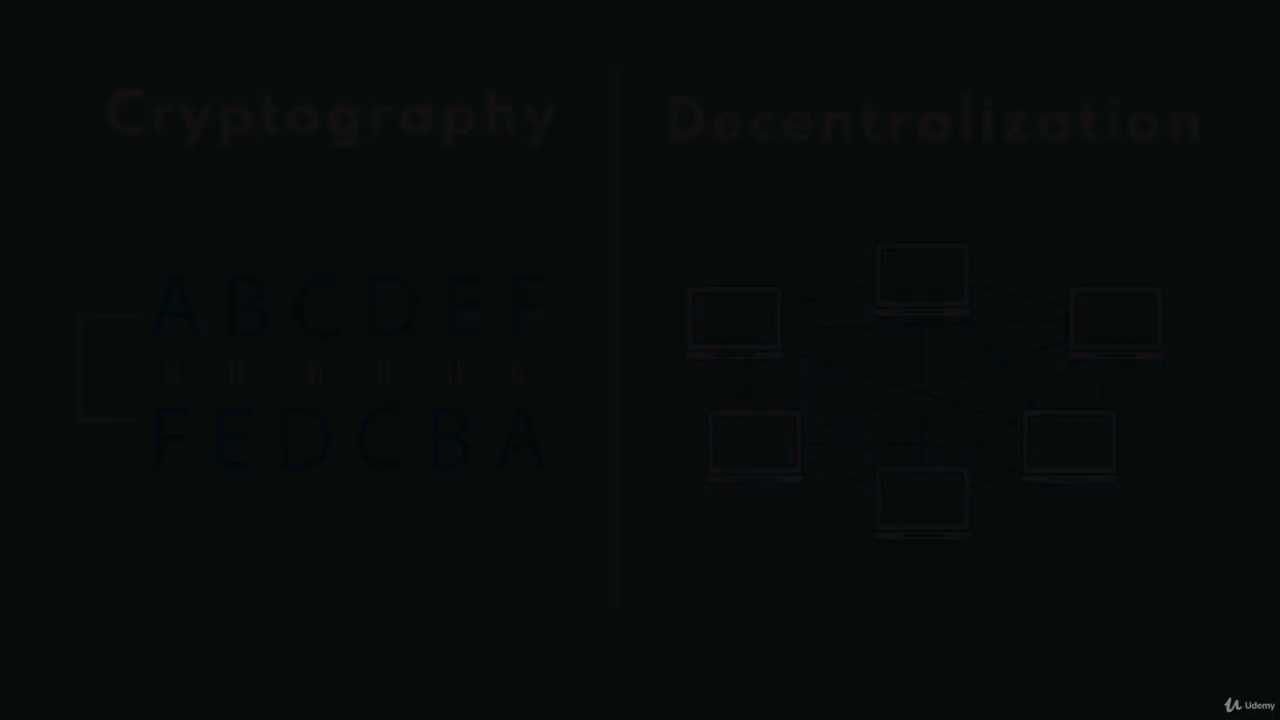 Cryptography
A B C D E F
F E D C B A
Decentralization
Udemy